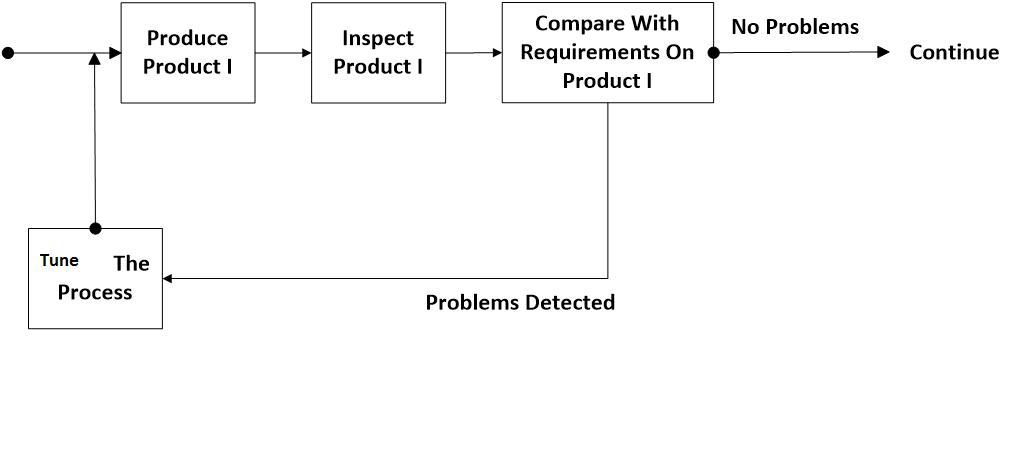 Produce
Product I
Inspect
Product I
Compare With
Requirements On
Product I
No Problems
Continue
Tune The
Process
Problems Detected